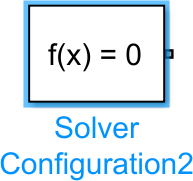 f(x) = 0
Solver
Configuration2